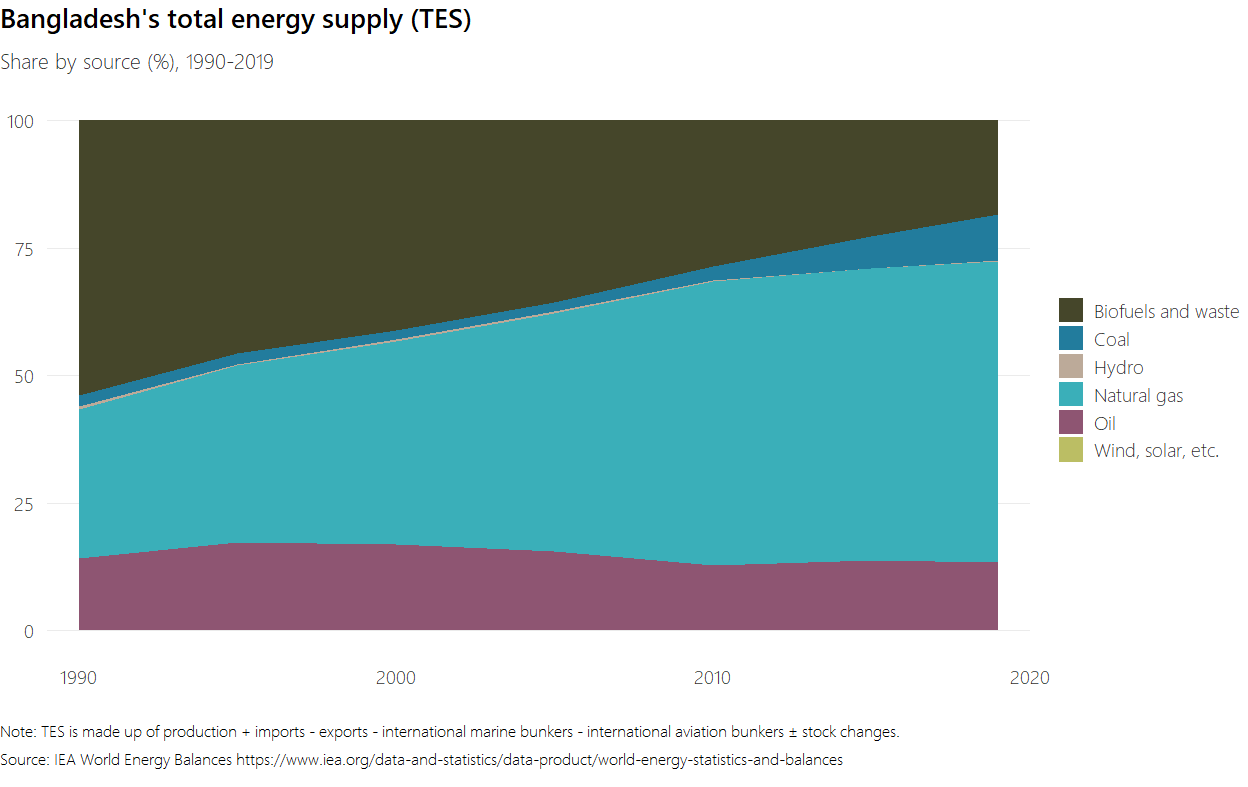 Bangladesh's total energy supply (TES)
Share by source (%), 1990-2019
100
75
50
25
0
1990 2000 2010 2020
Biofuels and waste
Coal
Hydro
Natural gas
Oil
Wind, solar, etc.
Note: TES is made up of production + imports - exports - international marine bunkers - international aviation bunkers ± stock changes.
Source: IEA World Energy Balances https://www.iea.org/data-and-statistics/data-product/world-energy-statistics-and-balances